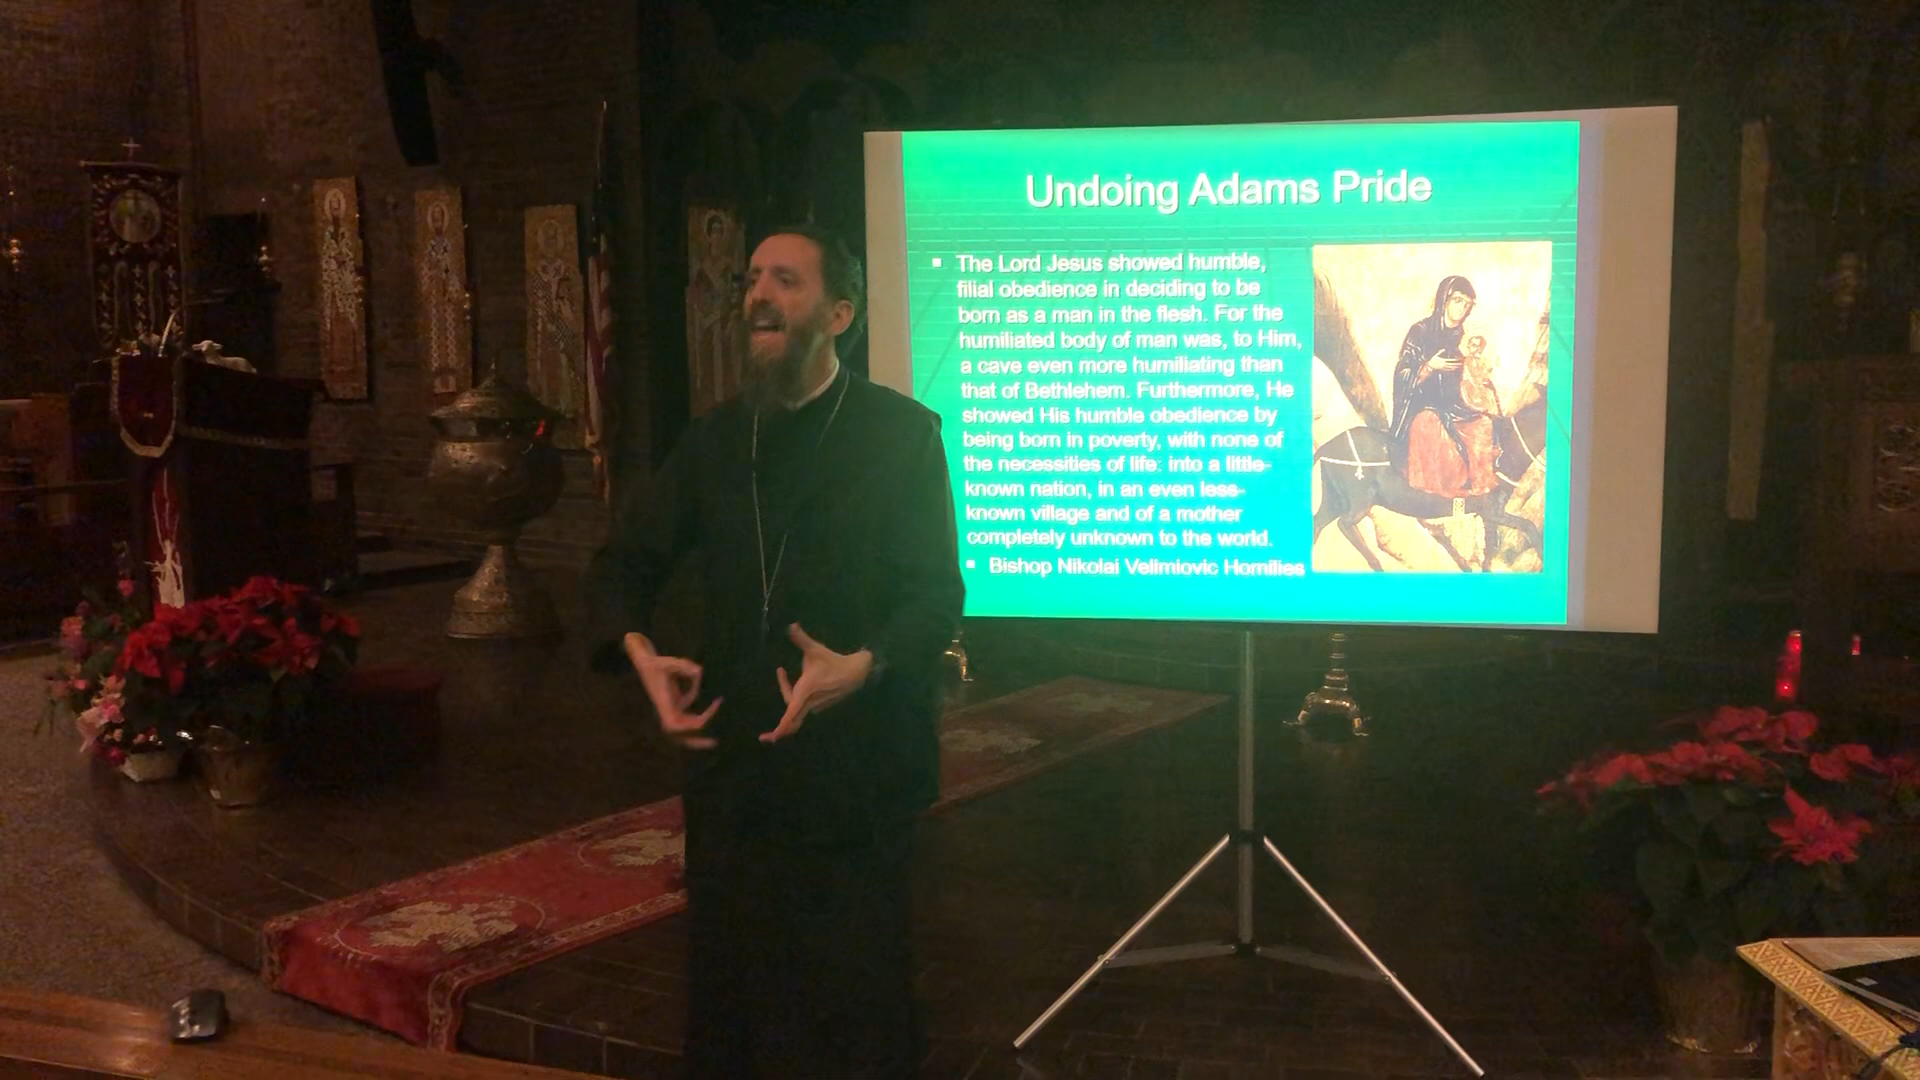 Undoing Adams Pride
The Lord Jesus showed humble,
filial obedience in deciding to be
born as a man in the flesh. For the
humiliated body of man was, to Him,
a cave even more humiliating than
that of Bethlehem. Furthermore, He
showed His humble obedience by
being born in poverty, with none of
the necessities of life: into a little-
known nation, in an even less-
known village and of a mother
completely unknown to the world.
Bishop Nikolai Velimiovic Homilies